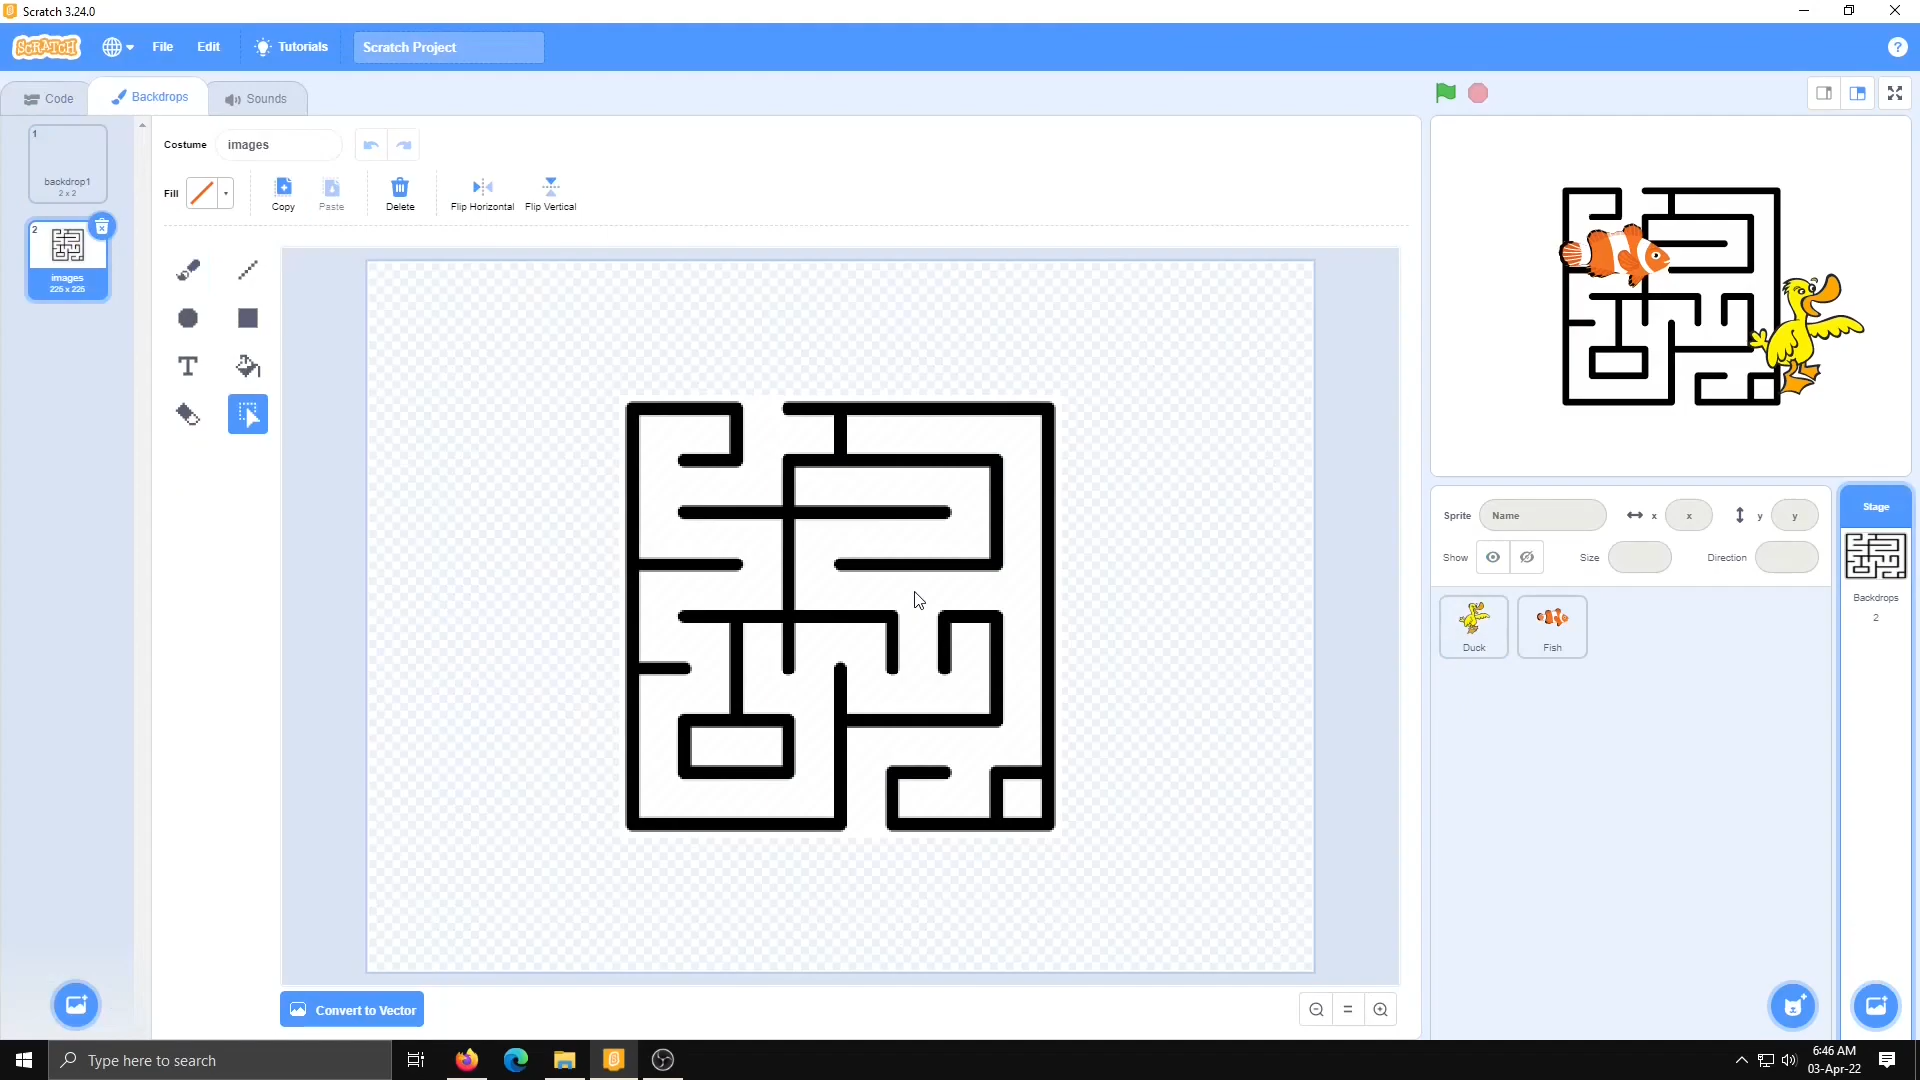 Scratch 3.24.0
SCRATCH File Edit Tutorials Scratch Project ?
Code Backdrops Sounds
1
backdrop1
2 x 2
2
images
225 x 225
Costume images
Fill Copy Paste Delete Flip Horizontal Flip Vertical
T
Convert to Vector
Sprite Name x x y y
Show Size Direction
Duck Fish
Stage
Backdrops
2
Type here to search
6:46 AM
03-Apr-22